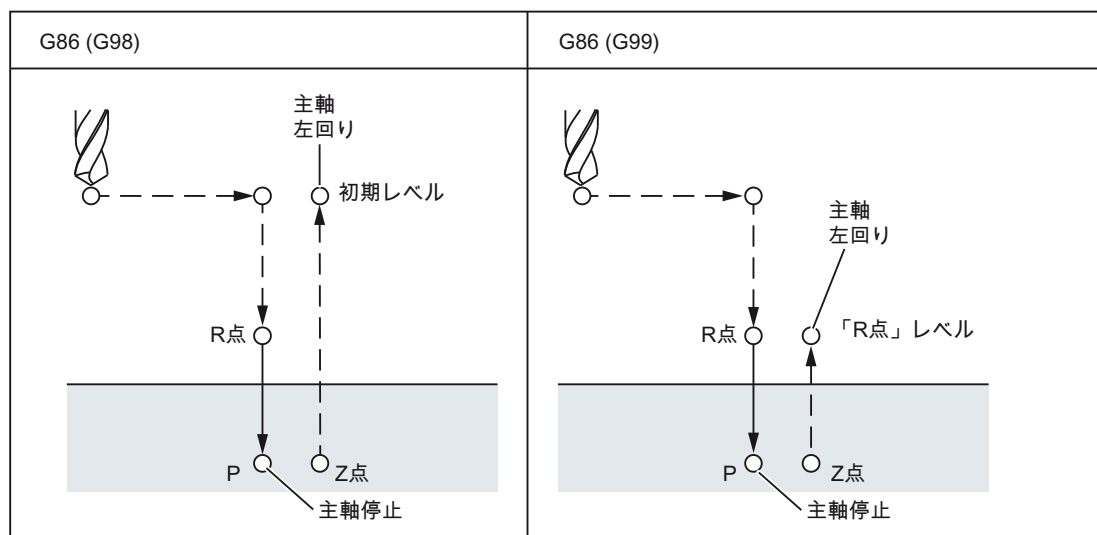 G86 (G98)
主軸
左回り
初期レベル
R点
P
Z点
主軸停止
G86 (G99)
主軸
左回り
R点
「R点」レベル
P
Z点
主軸停止